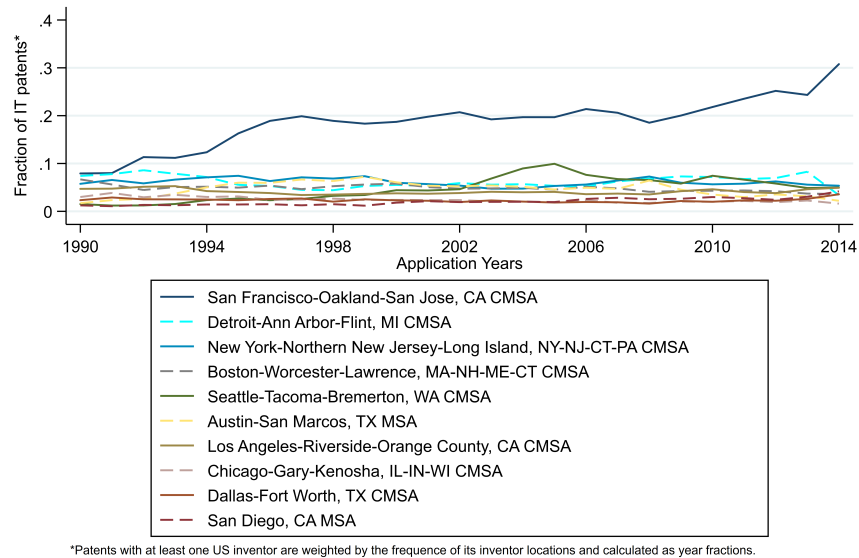 Fraction of IT patents*
.4
.3
.2
.1
0
1990 1994 1998 2002 2006 2010 2014
Application Years
San Francisco-Oakland-San Jose, CA CMSA
Detroit-Ann Arbor-Flint, MI CMSA
New York-Northern New Jersey-Long Island, NY-NJ-CT-PA CMSA
Boston-Worcester-Lawrence, MA-NH-ME-CT CMSA
Seattle-Tacoma-Bremerton, WA CMSA
Austin-San Marcos, TX MSA
Los Angeles-Riverside-Orange County, CA CMSA
Chicago-Gary-Kenosha, IL-IN-WI CMSA
Dallas-Fort Worth, TX CMSA
San Diego, CA MSA
*Patents with at least one US inventor are weighted by the frequence of its inventor locations and calculated as year fractions.